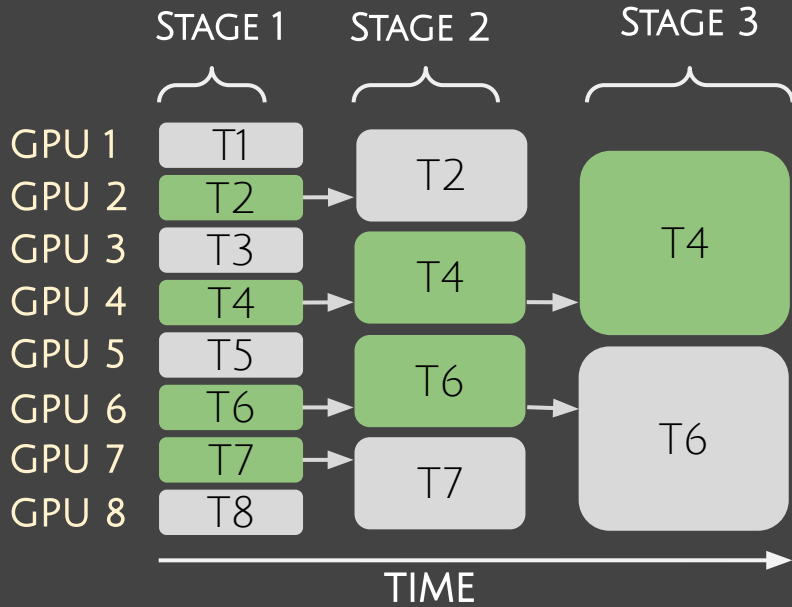 STAGE 1 STAGE 2 STAGE 3
GPU 1 T1
T2
GPU 2 T2
GPU 3 T3
T4
T4
GPU 4 T4
GPU 5 T5
T6
GPU 6 T6
T6
GPU 7 T7
T7
GPU 8 T8
TIME